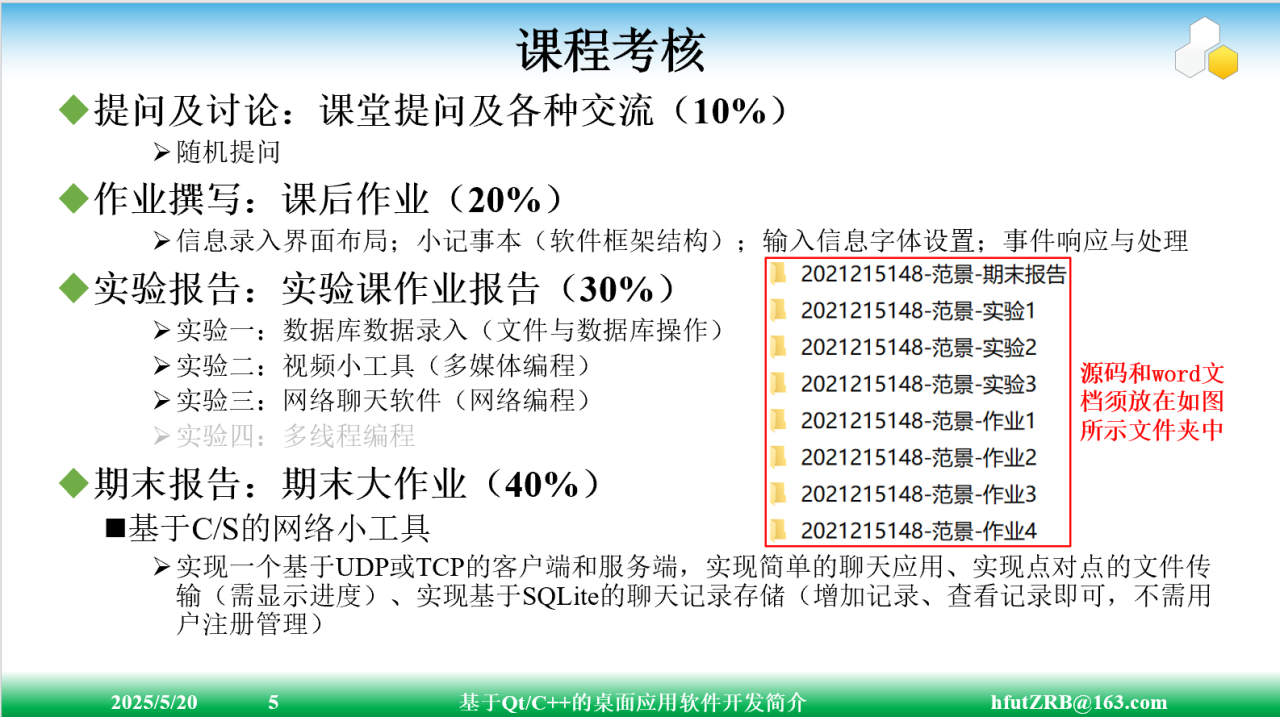 课程考核
提问及讨论：课堂提问及各种交流（10%）
随机提问
作业撰写：课后作业（20%）
信息录入界面布局；小记事本（软件框架结构）；输入信息字体设置；事件响应与处理
实验报告：实验课作业报告（30%）
实验一：数据库数据录入（文件与数据库操作）
实验二：视频小工具（多媒体编程）
实验三：网络聊天软件（网络编程）
实验四：多线程编程
2021215148-范景-期末报告
2021215148-范景-实验1
2021215148-范景-实验2
2021215148-范景-实验3
2021215148-范景-作业1
2021215148-范景-作业2
2021215148-范景-作业3
2021215148-范景-作业4
源码和word文
档须放在如图
所示文件夹中
期末报告：期末大作业（40%）
基于C/S的网络小工具
实现一个基于UDP或TCP的客户端和服务端，实现简单的聊天应用、实现点对点的文件传
输（需显示进度）、实现基于SQLite的聊天记录存储（增加记录、查看记录即可，不需用
户注册管理）
2025/5/20
5
基于Qt/C++的桌面应用软件开发简介
hfutZRB@163.com